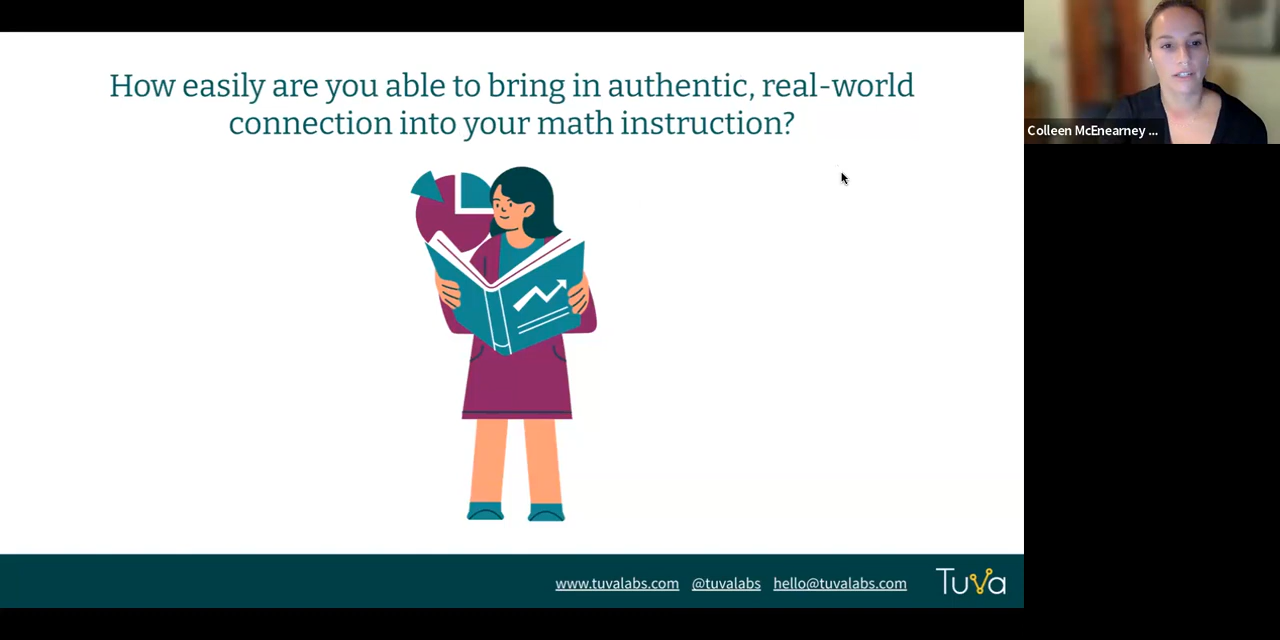 How easily are you able to bring in authentic, real-world
connection into your math instruction?
Colleen McEnearney ...
www.tuvalabs.com @tuvalabs hello@tuvalabs.com Tuva